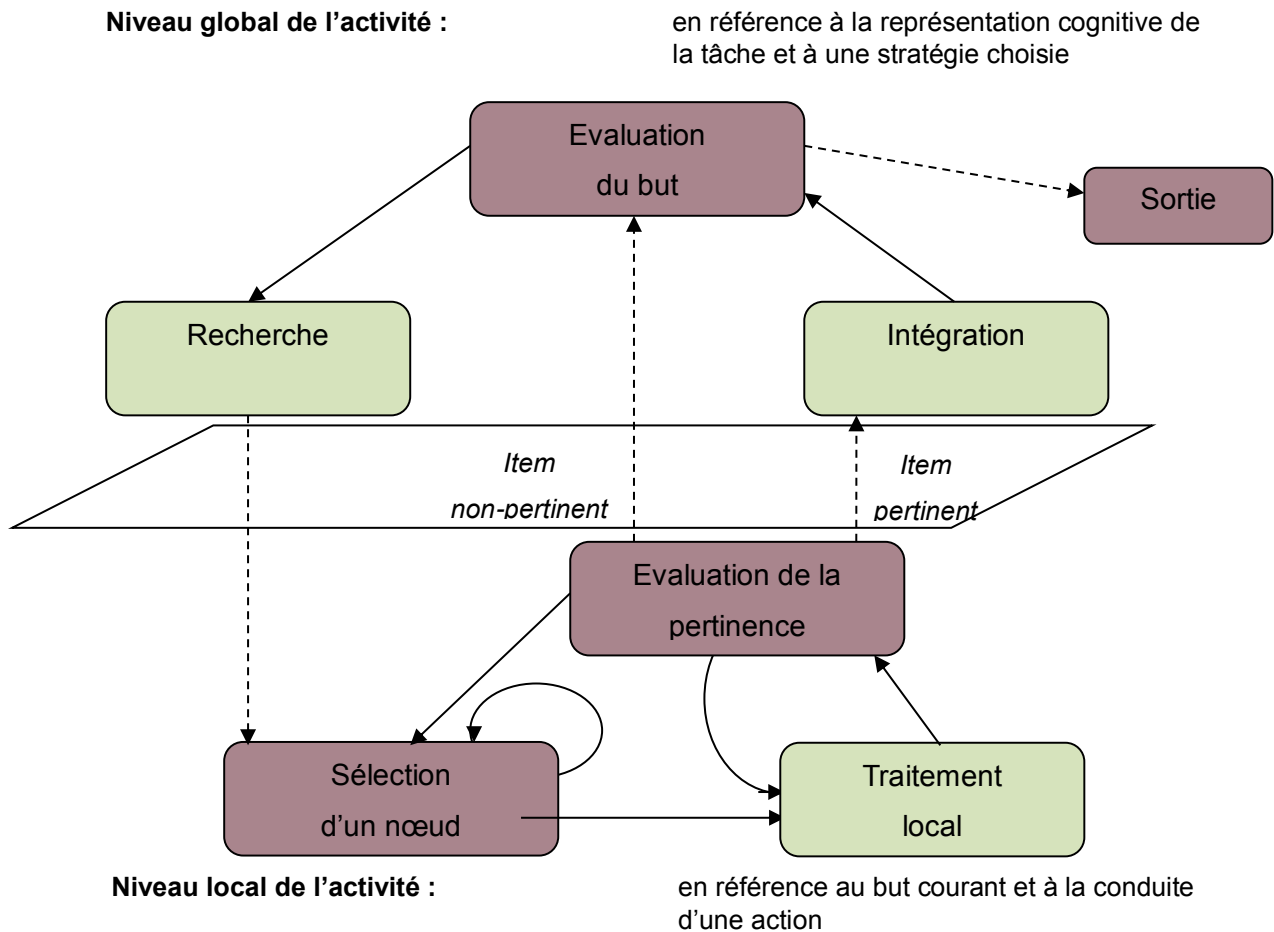 Niveau global de l’activité :
en référence à la représentation cognitive de
la tâche et à une stratégie choisie
Evaluation
du but
Sortie
Recherche
Intégration
Item
non-pertinent
Item
pertinent
Evaluation de la
pertinence
Sélection
d’un nœud
Traitement
local
Niveau local de l’activité :
en référence au but courant et à la conduite
d’une action